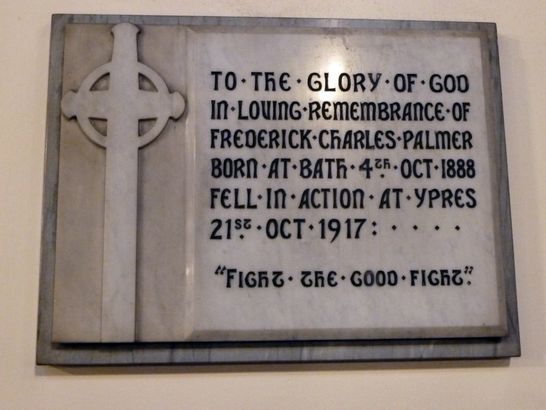 TO·THE·GLORY·OF·GOD
IN·LOVING·REMEMBRANCE·OF
FREDERICK·CHARLES·PALMER
BORN·AT·BATH·4TH·OCT·1888
FELL·IN·ACTION·AT·YPRES
21ST·OCT·1917:····
"FIGHT·THE·GOOD·FIGHT".